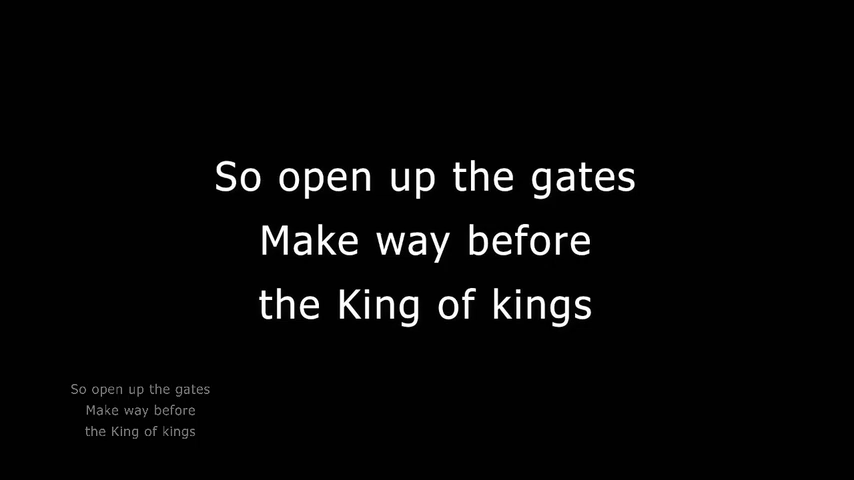 So open up the gates
Make way before
the King of kings
So open up the gates
Make way before
the King of kings